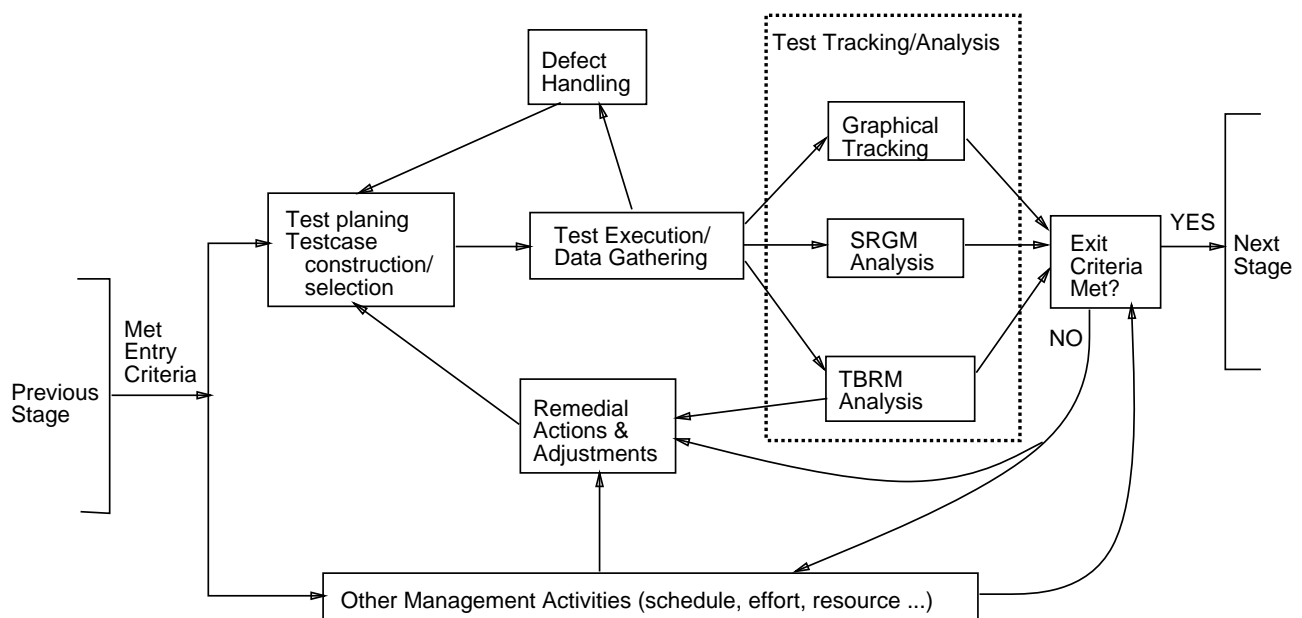 Test Tracking/Analysis
Defect
Handling
Graphical
Tracking
Test planing
Testcase
construction/
selection
Test Execution/
Data Gathering
SRGM
Analysis
Exit
Criteria
Met?
YES
Next
Stage
NO
Met
Entry
Criteria
Previous
Stage
TBRM
Analysis
Remedial
Actions &
Adjustments
Other Management Activities (schedule, effort, resource ...)